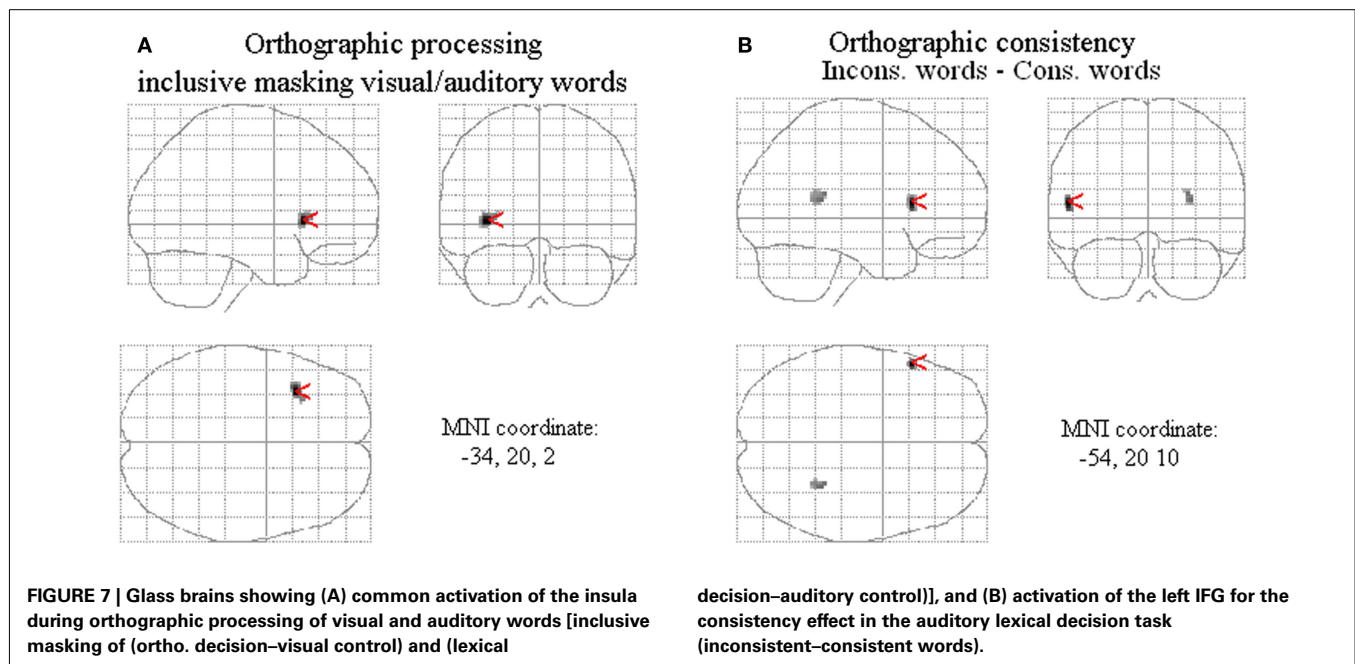 A
Orthographic processing
inclusive masking visual/auditory words
MNI coordinate:
-34, 20, 2
B
Orthographic consistency
Incons. words - Cons. words
MNI coordinate:
-54, 20 10
FIGURE 7 | Glass brains showing (A) common activation of the insula
during orthographic processing of visual and auditory words [inclusive
masking of (ortho. decision–visual control) and (lexical
decision–auditory control)], and (B) activation of the left IFG for the
consistency effect in the auditory lexical decision task
(inconsistent–consistent words).